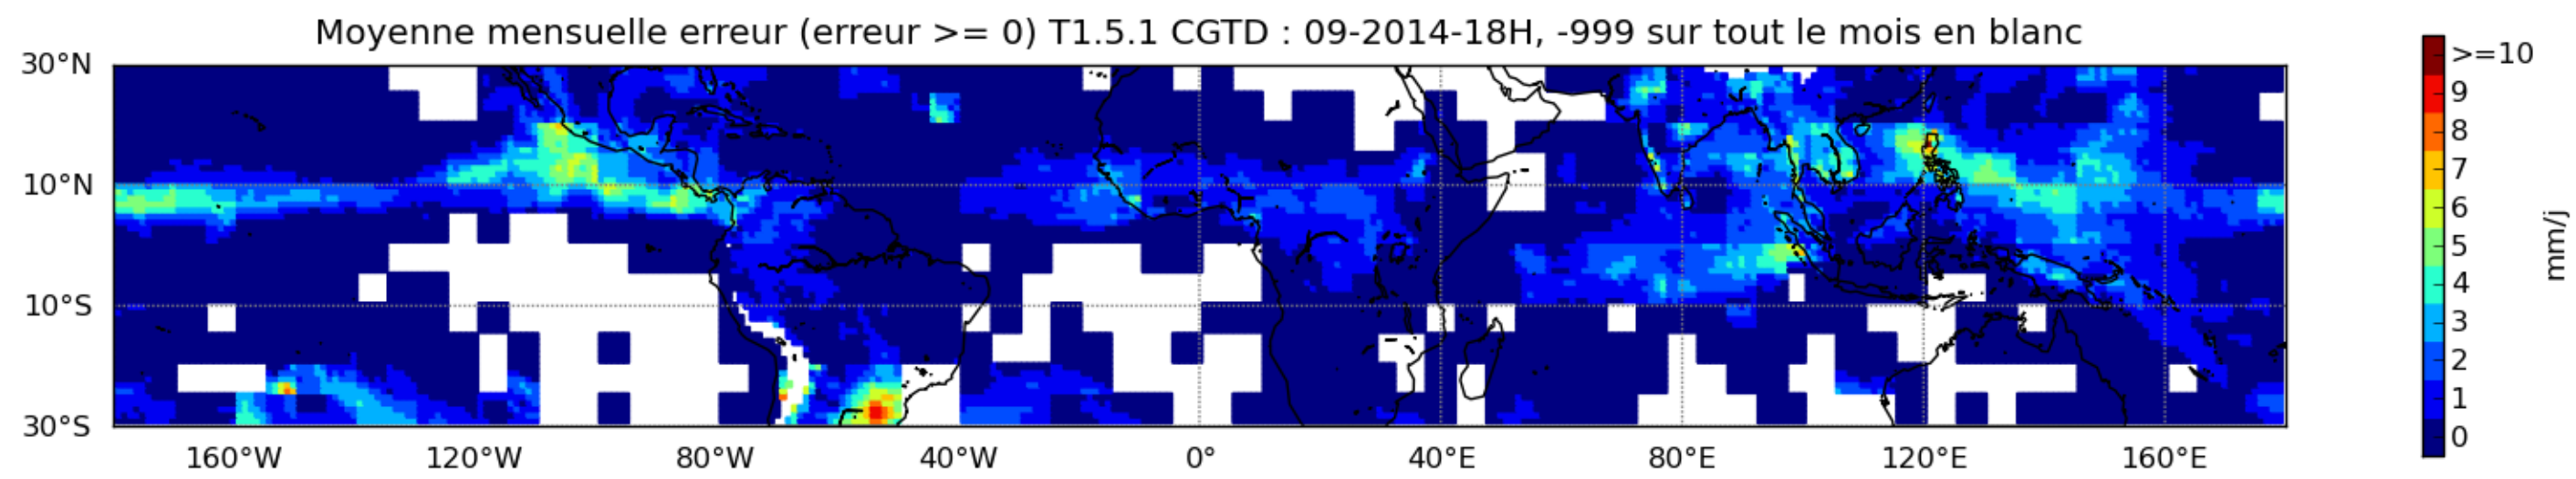 Moyenne mensuelle erreur (erreur >= 0) T1.5.1 CGTD : 09-2014-18H, -999 sur tout le mois en blanc
30°N
10°N
10°S
30°S
160°W 120°W 80°W 40°W 0° 40°E 80°E 120°E 160°E
>=10
9
8
7
6
5
4
3
2
1
0
mm/j